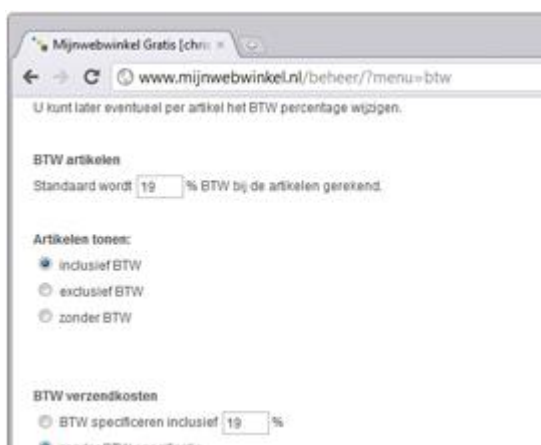 Mijnwebwinkel Gratis [chri
www.mijnwebwinkel.nl/beheer/?menu=btw
U kunt later eventueel per artikel het BTW percentage wijzigen.
BTW artikelen
Standaard wordt 19 % BTW bij de artikelen gerekend.
Artikelen tonen:
inclusief BTW
exclusief BTW
zonder BTW
BTW verzendkosten
BTW specificeren inclusief 19 %